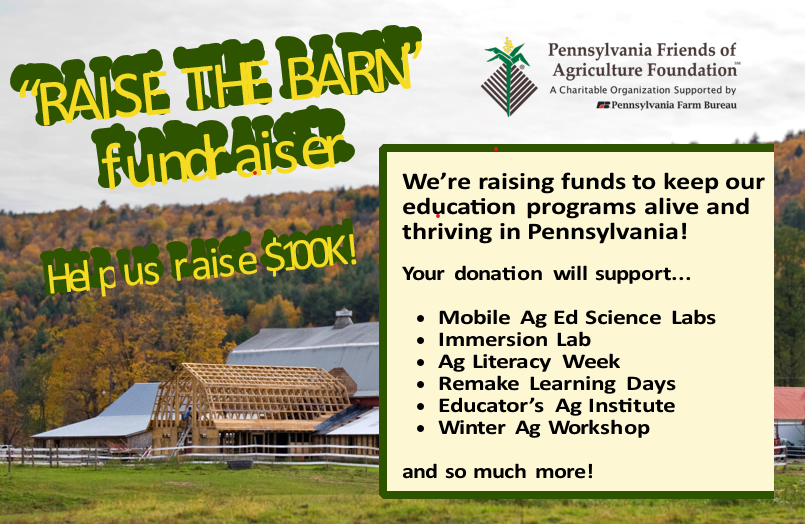 “RAISE THE BARN”
fundraiser
Help us raise $100K!
Pennsylvania Friends of
Agriculture Foundation℠
A Charitable Organization Supported by
Pennsylvania Farm Bureau
We’re raising funds to keep our
education programs alive and
thriving in Pennsylvania!
Your donation will support...
• Mobile Ag Ed Science Labs
• Immersion Lab
• Ag Literacy Week
• Remake Learning Days
• Educator’s Ag Institute
• Winter Ag Workshop
and so much more!